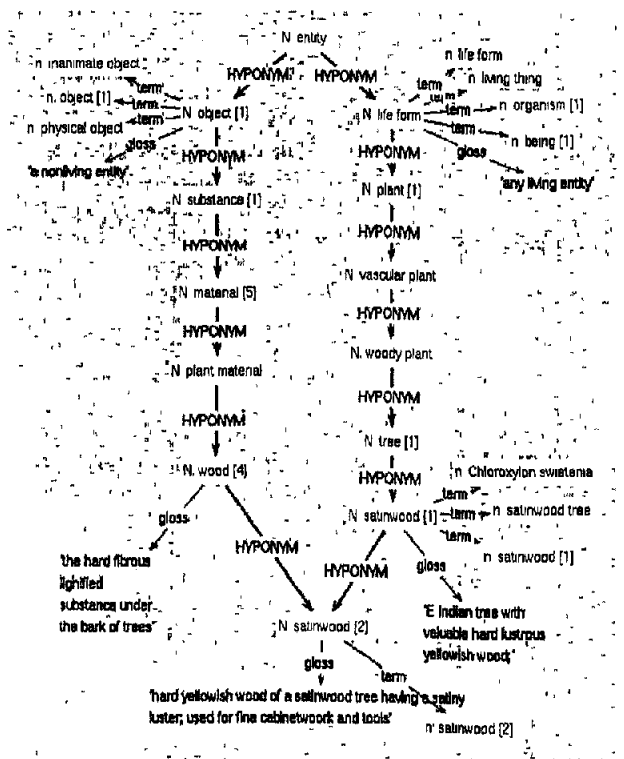 N entity
n inanimate object
n life form
HYPONYM
HYPONYM
term
n living thing
term
n. object [1]
term
N object [1]
N life form
term
n organism [1]
n physical object
term
term
n being [1]
gloss
gloss
HYPONYM
HYPONYM
'a nonliving entity'
'any living entity'
N substance [1]
N plant [1]
HYPONYM
HYPONYM
N material [5]
N vascular plant
HYPONYM
HYPONYM
N plant material
N. woody plant
HYPONYM
HYPONYM
N tree [1]
N. wood [4]
HYPONYM
n Chloroxylon swietenia
term
gloss
N satinwood [1]
term
n satinwood tree
term
HYPONYM
HYPONYM
gloss
n satinwood [1]
'the hard fibrous
lignified
substance under
the bark of trees'
'E Indian tree with
valuable hard lustrous
yellowish wood;'
N satinwood [2]
gloss
term
'hard yellowish wood of a satinwood tree having a satiny
luster; used for fine cabinetwork and tools'
n satinwood [2]